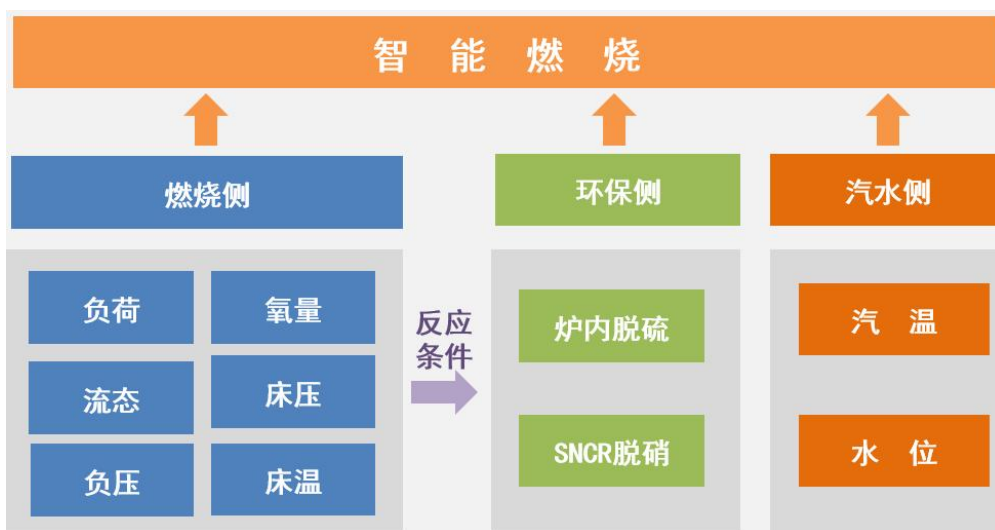 智 能 燃 烧
燃烧侧
环保侧
汽水侧
负荷
氧量
流态
床压
负压
床温
反应
条件
炉内脱硫
SNCR脱硝
汽 温
水 位